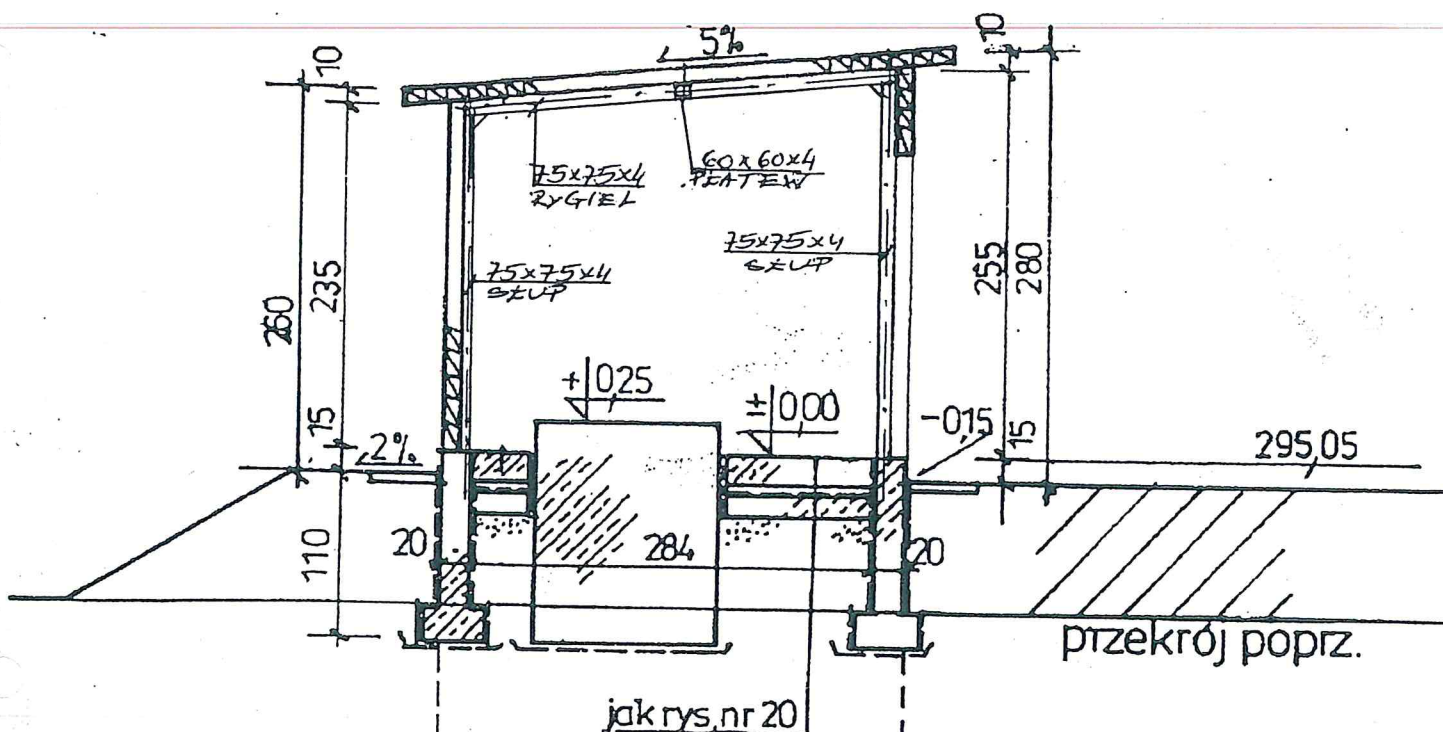 5%
10
10
75x75x4
RYGIEL
60x60x4
PŁATEW
75x75x4
SŁUP
75x75x4
SŁUP
260
235
255
280
+0,25
±0,00
-0,15
15
15
2%
295,05
110
20
284
20
przekrój poprz.
jak rys. nr 20